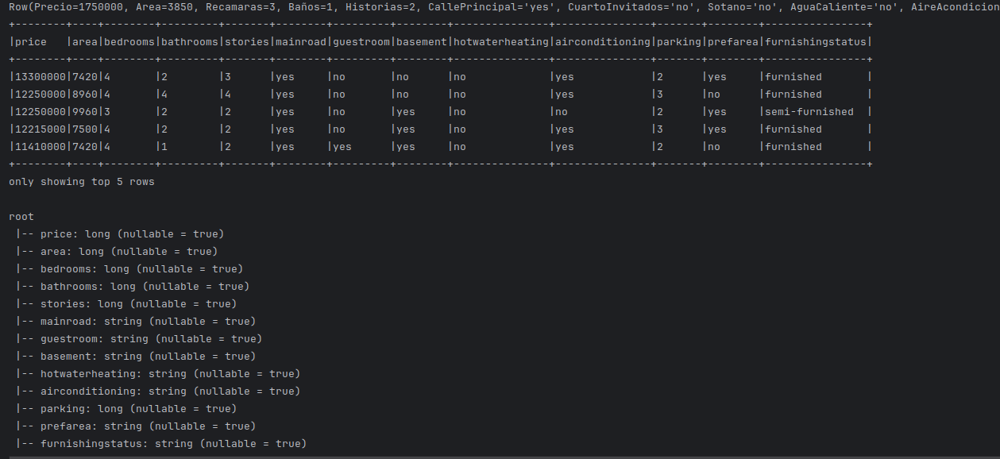 Row(Precio=1750000, Area=3850, Recamaras=3, Baños=1, Historias=2, CallePrincipal='yes', CuartoInvitados='no', Sotano='no', AguaCaliente='no', AireAcondicion
+--------+----+--------+---------+-------+--------+---------+--------+---------------+---------------+-------+--------+----------------+
|price   |area|bedrooms|bathrooms|stories|mainroad|guestroom|basement|hotwaterheating|airconditioning|parking|prefarea|furnishingstatus|
+--------+----+--------+---------+-------+--------+---------+--------+---------------+---------------+-------+--------+----------------+
|13300000|7420|4       |2        |3      |yes     |no       |no      |no             |yes            |2      |yes     |furnished       |
|12250000|8960|4       |4        |4      |yes     |no       |no      |no             |yes            |3      |no      |furnished       |
|12250000|9960|3       |2        |2      |yes     |no       |yes     |no             |no             |2      |yes     |semi-furnished  |
|12215000|7500|4       |2        |2      |yes     |no       |yes     |no             |yes            |3      |yes     |furnished       |
|11410000|7420|4       |1        |2      |yes     |yes      |yes     |no             |yes            |2      |no      |furnished       |
+--------+----+--------+---------+-------+--------+---------+--------+---------------+---------------+-------+--------+----------------+
only showing top 5 rows
root
 |-- price: long (nullable = true)
 |-- area: long (nullable = true)
 |-- bedrooms: long (nullable = true)
 |-- bathrooms: long (nullable = true)
 |-- stories: long (nullable = true)
 |-- mainroad: string (nullable = true)
 |-- guestroom: string (nullable = true)
 |-- basement: string (nullable = true)
 |-- hotwaterheating: string (nullable = true)
 |-- airconditioning: string (nullable = true)
 |-- parking: long (nullable = true)
 |-- prefarea: string (nullable = true)
 |-- furnishingstatus: string (nullable = true)